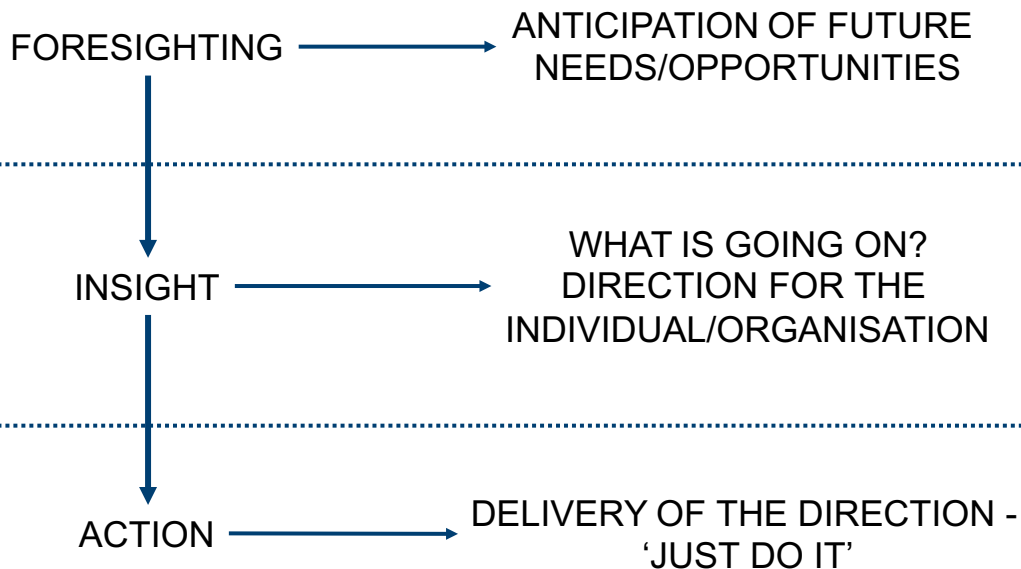 FORESIGHTING
ANTICIPATION OF FUTURE
NEEDS/OPPORTUNITIES
INSIGHT
WHAT IS GOING ON?
DIRECTION FOR THE
INDIVIDUAL/ORGANISATION
ACTION
DELIVERY OF THE DIRECTION -
‘JUST DO IT’